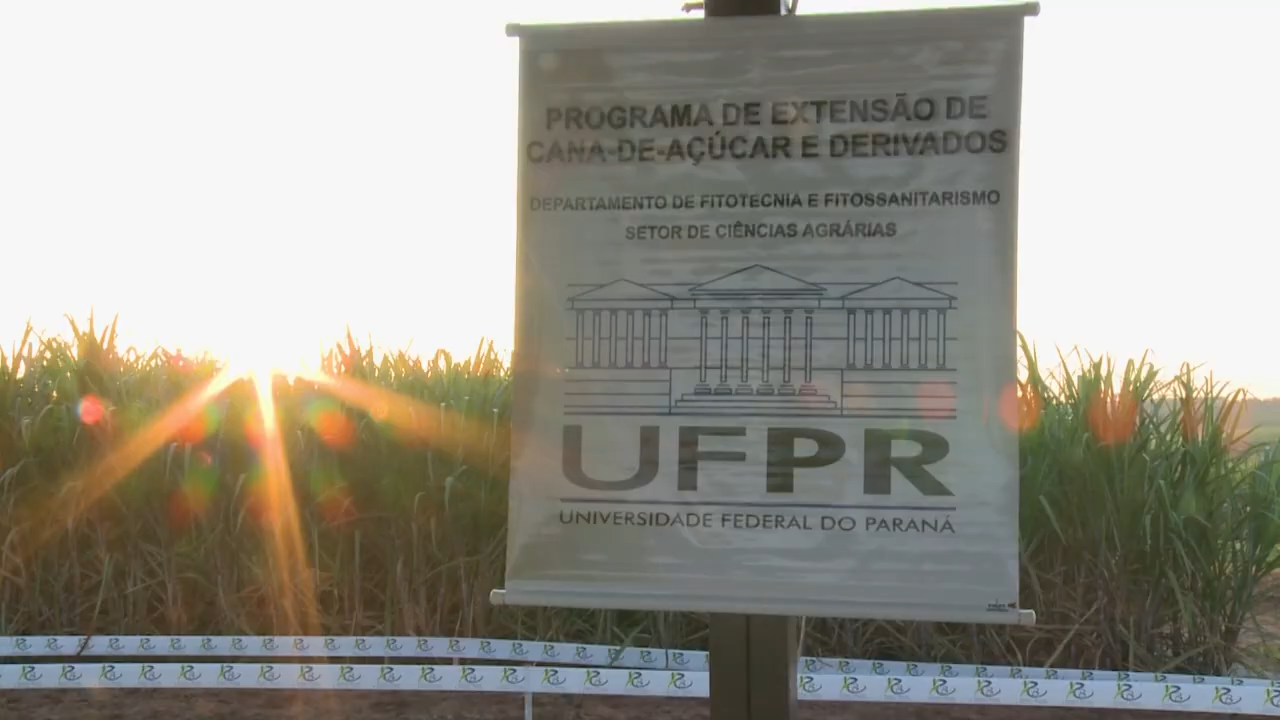 PROGRAMA DE EXTENSÃO DE
CANA-DE-AÇÚCAR E DERIVADOS
DEPARTAMENTO DE FITOTECNIA E FITOSSANITARISMO
SETOR DE CIÊNCIAS AGRÁRIAS
UFPR
UNIVERSIDADE FEDERAL DO PARANÁ